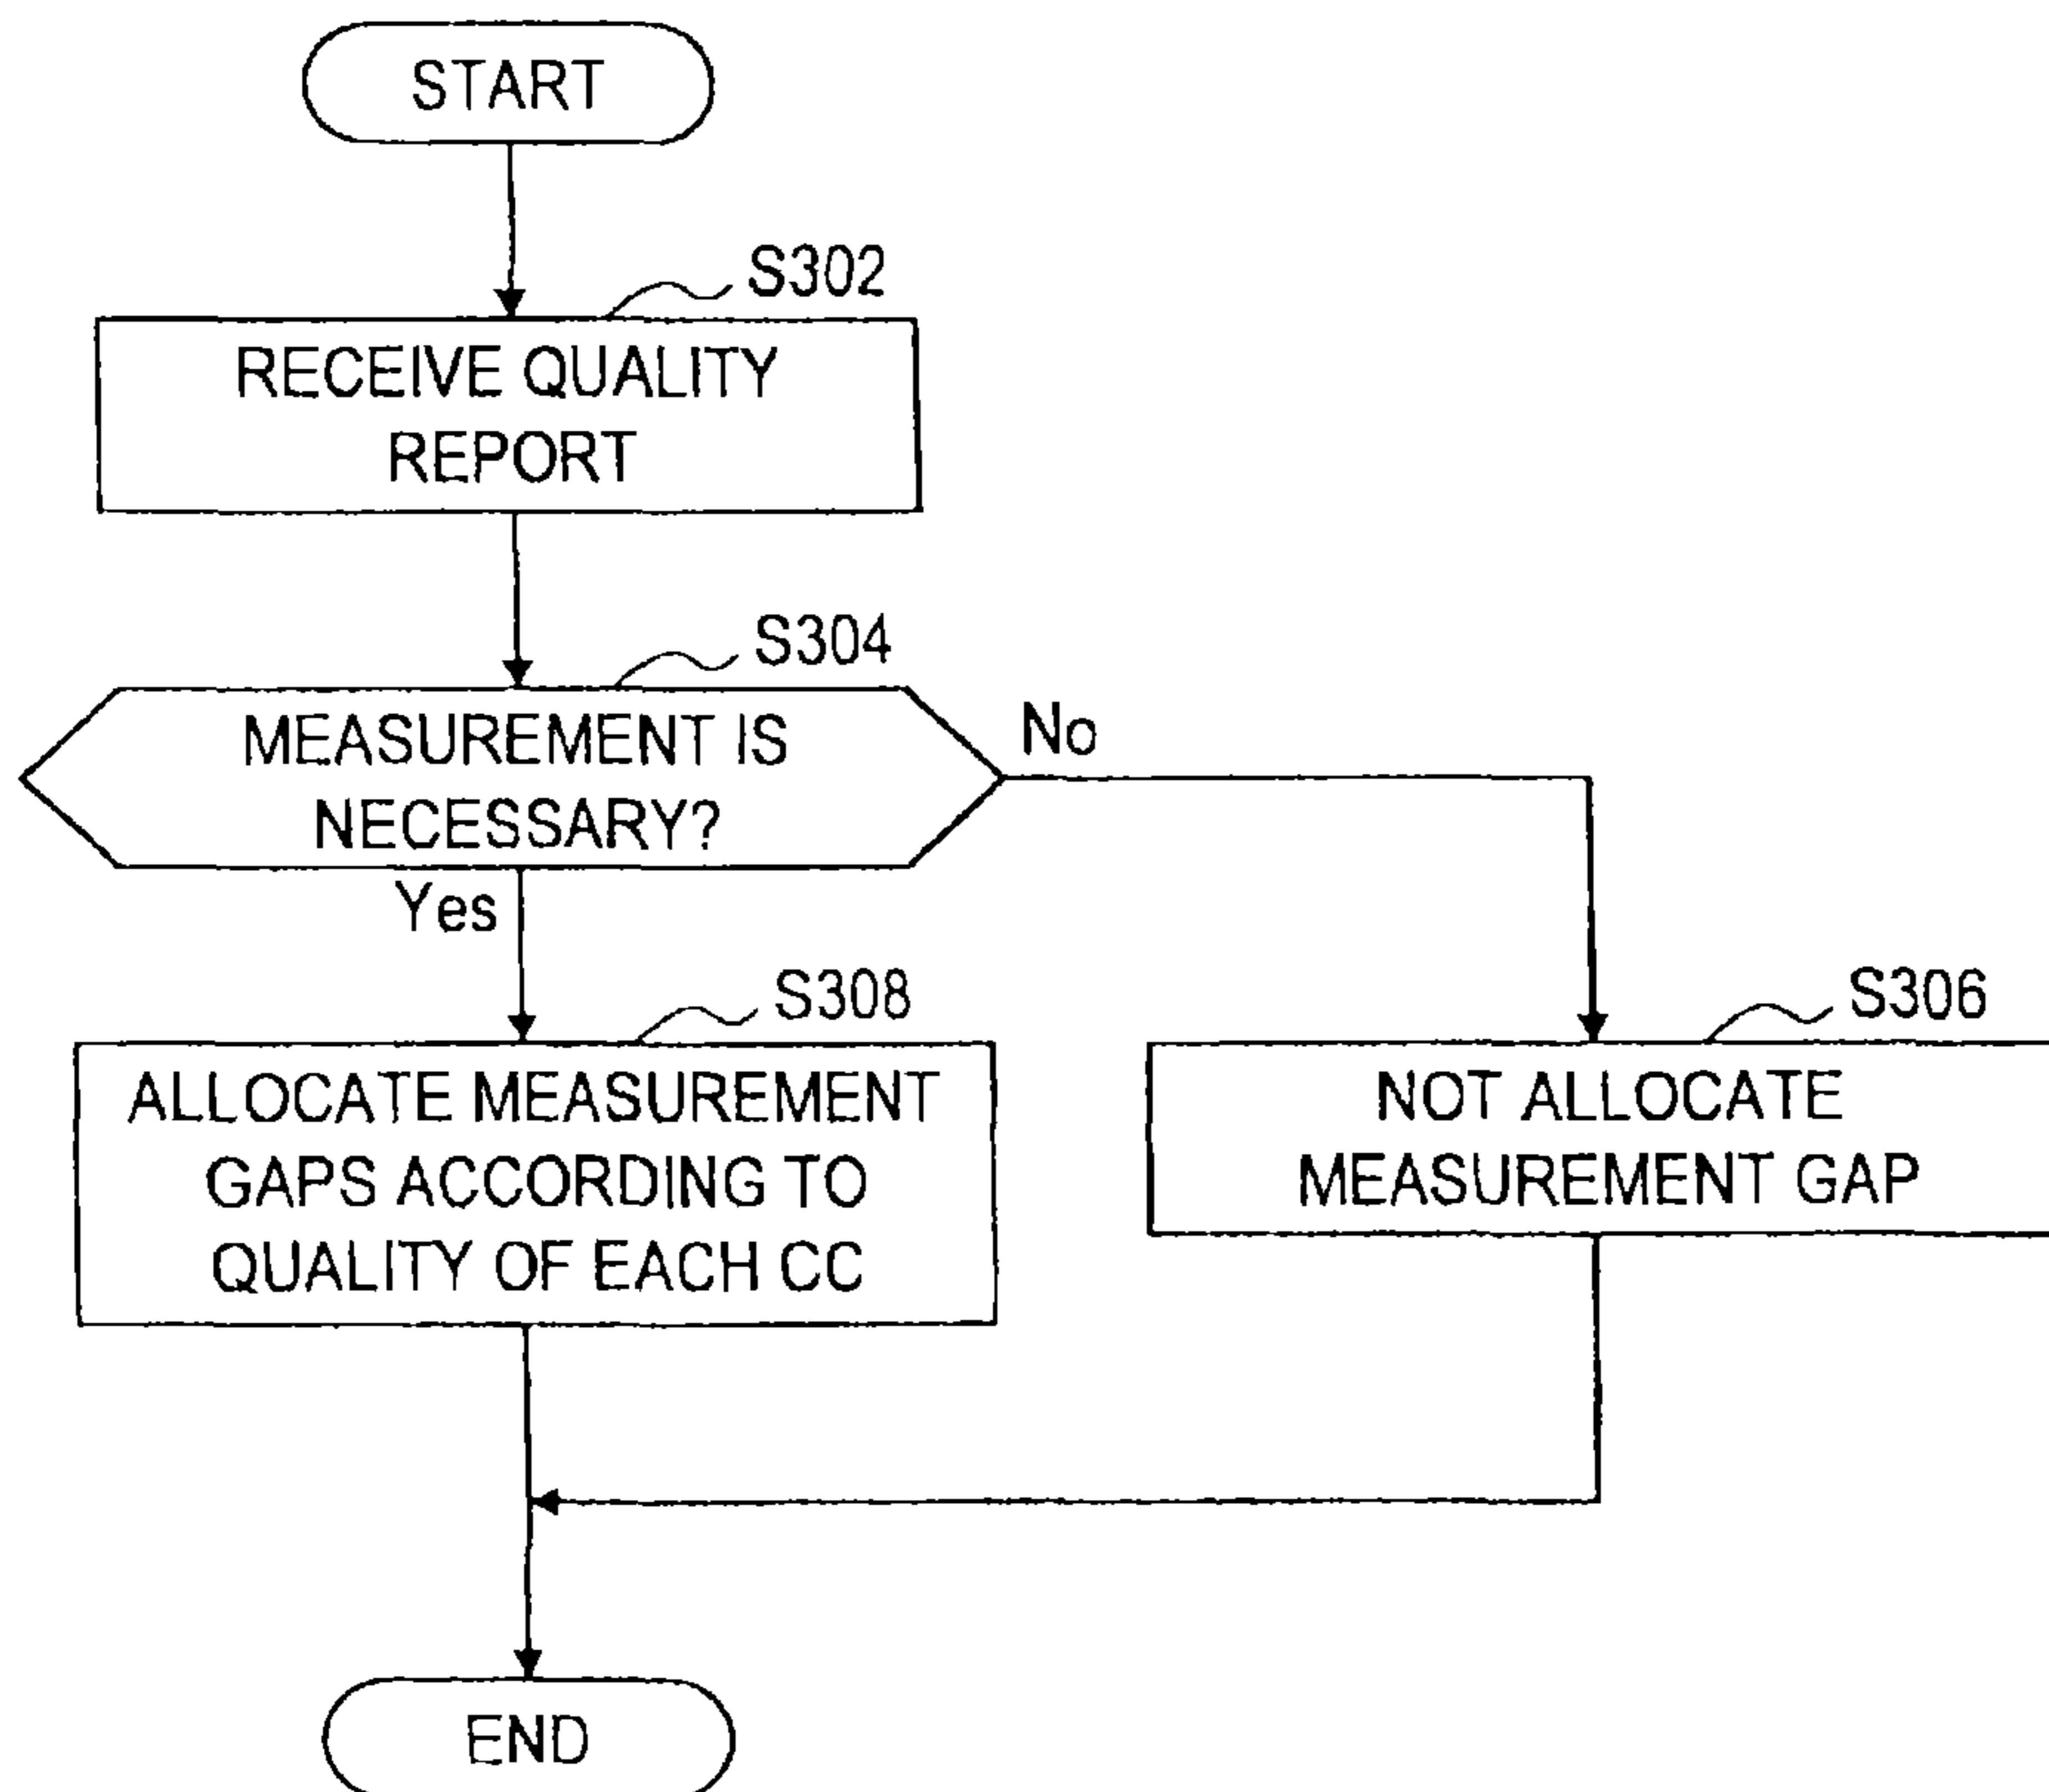 START
S302
RECEIVE QUALITY
REPORT
S304
MEASUREMENT IS
NECESSARY?
No
Yes
S308
ALLOCATE MEASUREMENT
GAPS ACCORDING TO
QUALITY OF EACH CC
S306
NOT ALLOCATE
MEASUREMENT GAP
END